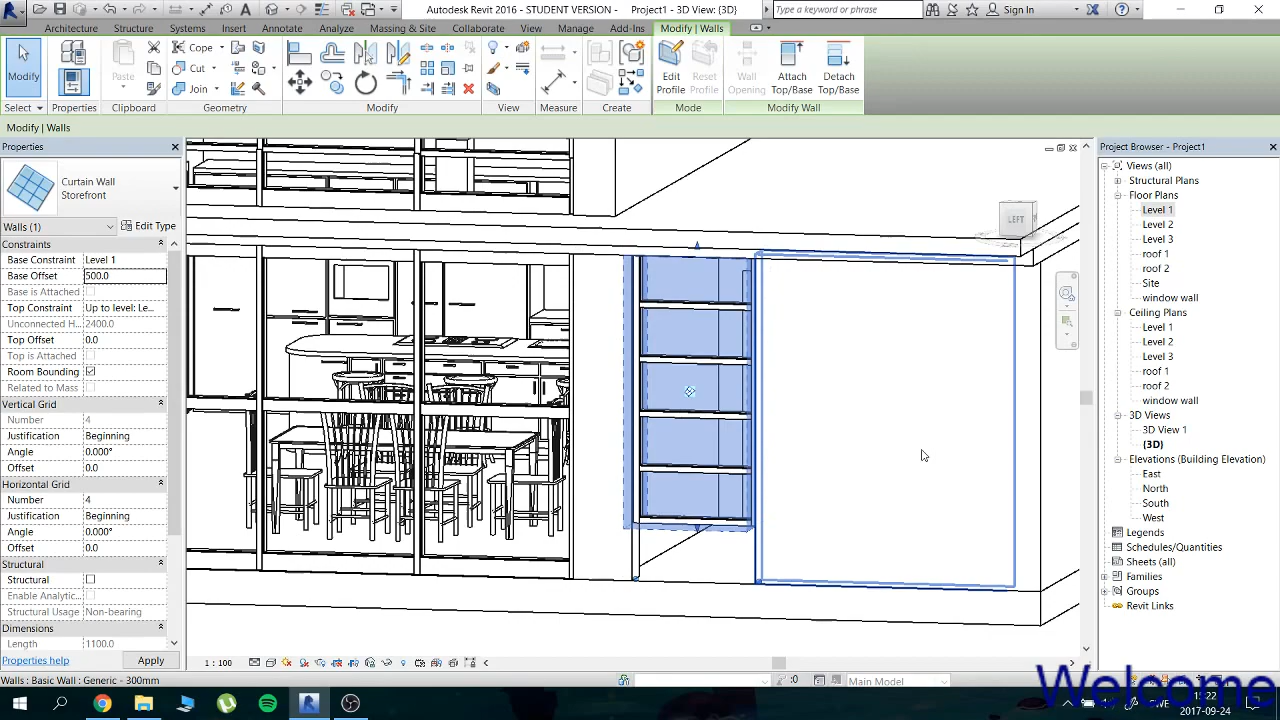 Autodesk Revit 2016 - STUDENT VERSION - Project1 - 3D View: {3D}
Type a keyword or phrase
Sign In
Architecture Structure Systems Insert Annotate Analyze Massing & Site Collaborate View Manage Add-Ins Modify | Walls
Modify
Paste
Cope
Cut
Join
Edit Profile
Reset Profile
Wall Opening
Attach Top/Base
Detach Top/Base
Select Properties Clipboard Geometry Modify View Measure Create Mode Modify Wall
Modify | Walls
Properties
Curtain Wall
Storefront
Walls (1) Edit Type
Constraints
Base Constr... Level 1
Base Offset 500.0
Base is Attached
Top Constraint Up to level: Le...
Unconnected H... 2400.0
Top Offset 0.0
Top is Attached
Room Bounding
Related to Mass
Vertical Grid
Number 4
Justification Beginning
Angle 0.000°
Offset 0.0
Horizontal Grid
Number 4
Justification Beginning
Angle 0.000°
Offset 0.0
Structural
Structural
Enable Analytic...
Structural Usage Non-bearing
Dimensions
Length 1100.0
Properties help Apply
LEFT
1 : 100
Project Browser - Project1
Views (all)
Structural Plans
Floor Plans
Level 1
Level 2
Level 3
roof 1
roof 2
Site
window wall
Ceiling Plans
Level 1
Level 2
Level 3
roof 1
roof 2
window wall
3D Views
3D View 1
{3D}
Elevations (Building Elevation)
East
North
South
West
Legends
Schedules/Quantities
Sheets (all)
Families
Groups
Revit Links
Walls : Basic Wall : Generic - 300mm
:0
Main Model
Welcome
15:22
SWE
2017-09-24